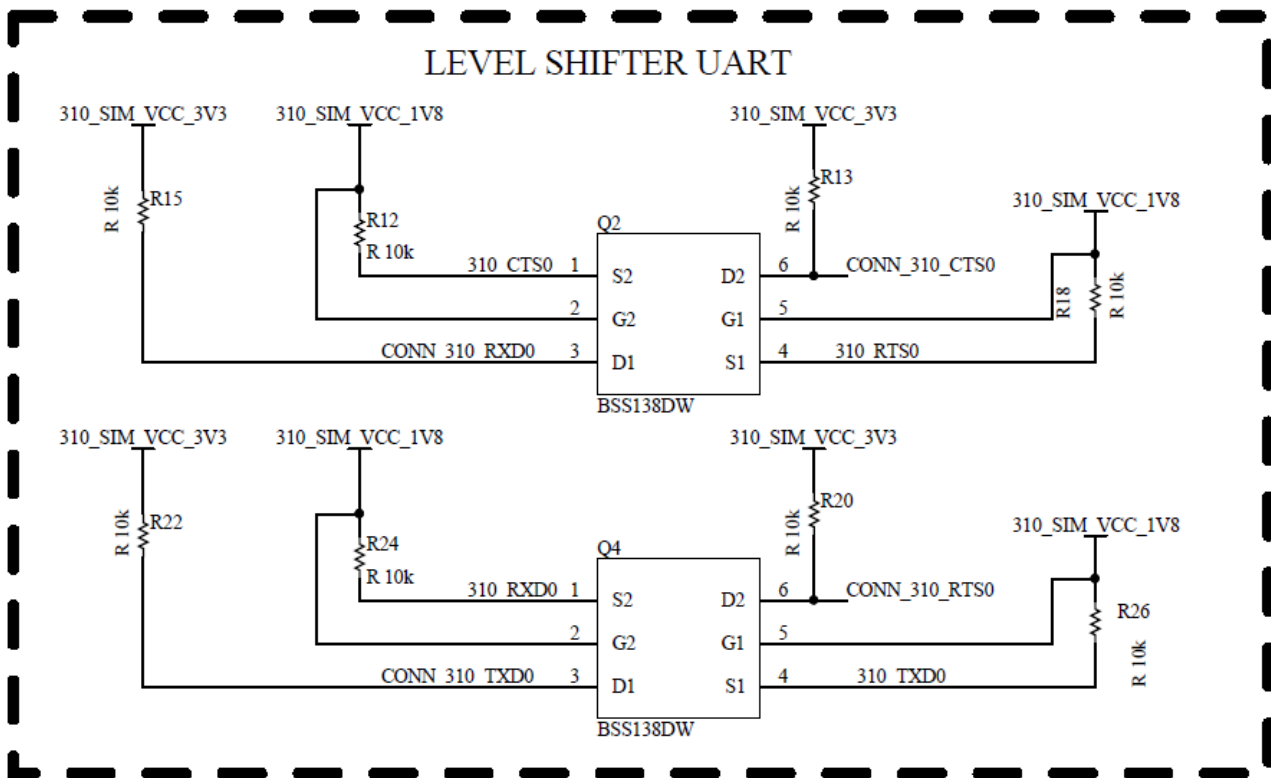 LEVEL SHIFTER UART
310_SIM_VCC_3V3
310_SIM_VCC_1V8
310_SIM_VCC_3V3
R15
R 10k
R12
R 10k
R13
R 10k
310_SIM_VCC_1V8
R18
R 10k
Q2
310_CTS0 1 S2 D2 6 CONN_310_CTS0
2 G2 G1 5
CONN_310_RXD0 3 D1 S1 4 310_RTS0
BSS138DW
310_SIM_VCC_3V3
310_SIM_VCC_1V8
310_SIM_VCC_3V3
R22
R 10k
R24
R 10k
R20
R 10k
310_SIM_VCC_1V8
R26
R 10k
Q4
310_RXD0 1 S2 D2 6 CONN_310_RTS0
2 G2 G1 5
CONN_310_TXD0 3 D1 S1 4 310_TXD0
BSS138DW